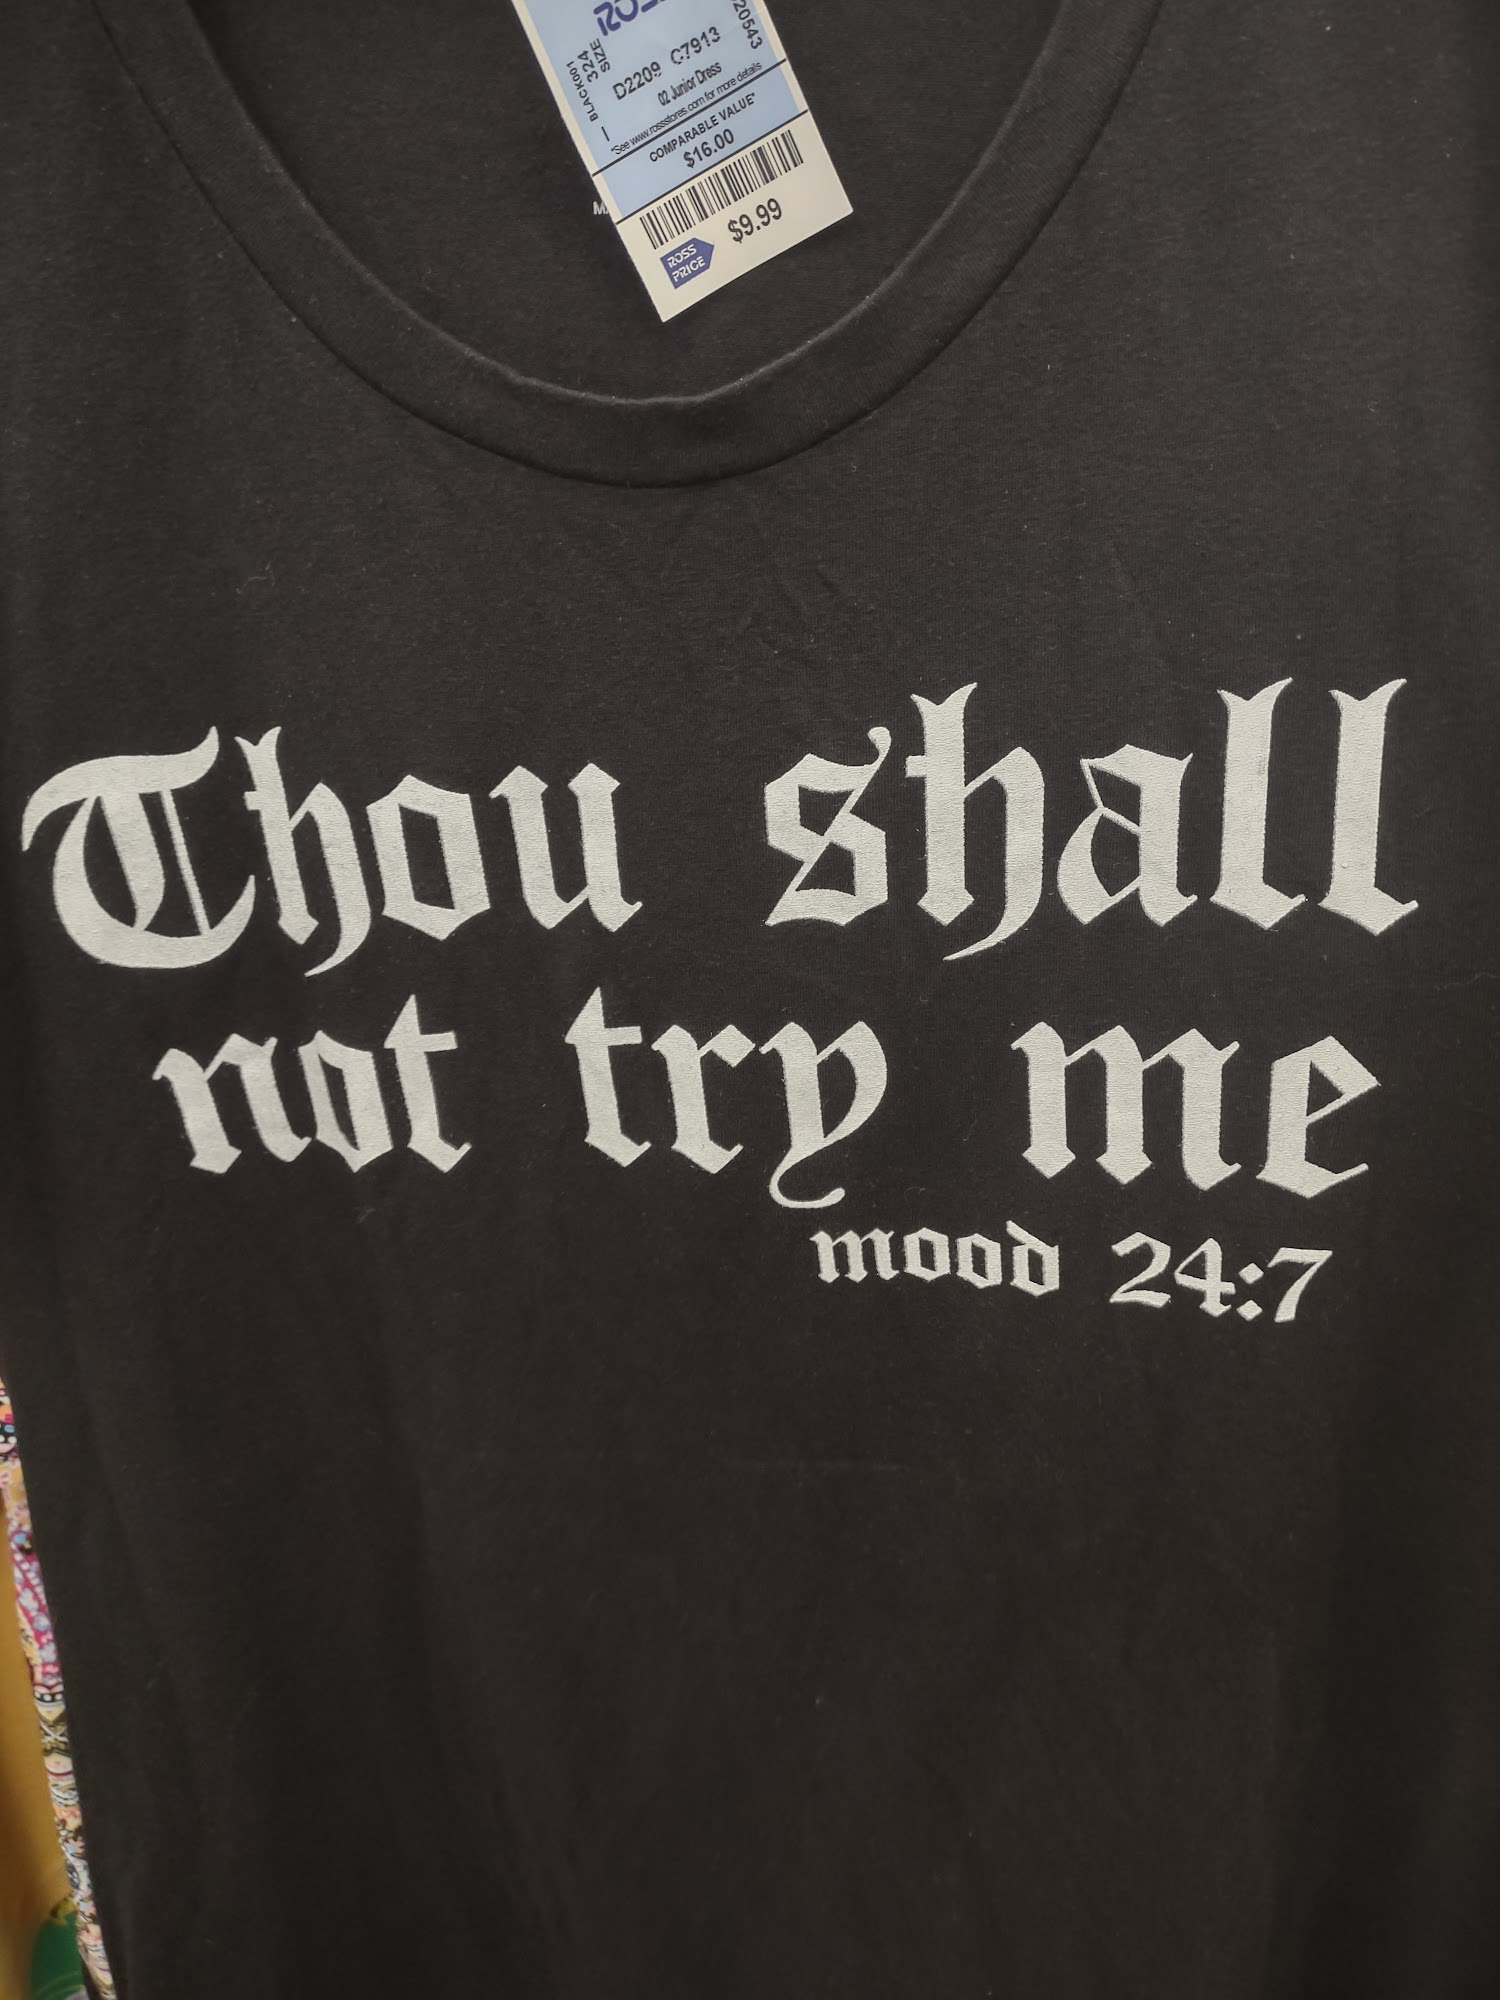 ROSS
BLACK001
324
SIZE
D2209 C7913
02 Junior Dress
*See www.rossstores.com for more details
COMPARABLE VALUE*
$16.00
$9.99
ROSS
PRICE
Thou shall
not try me
mood 24:7